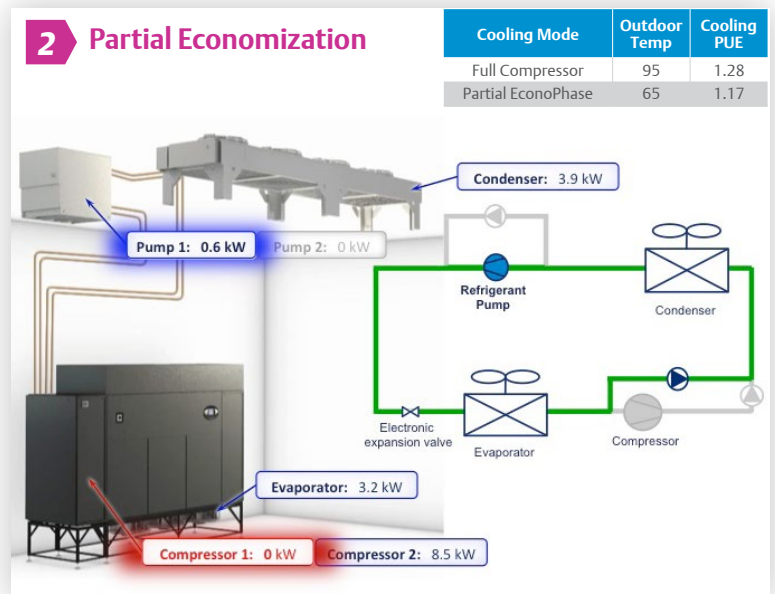 2 Partial Economization
Cooling Mode Outdoor Temp Cooling PUE
Full Compressor 95 1.28
Partial EconoPhase 65 1.17
Condenser: 3.9 kW
Pump 1: 0.6 kW Pump 2: 0 kW
Refrigerant
Pump
Condenser
Electronic
expansion valve
Evaporator
Compressor
Evaporator: 3.2 kW
Compressor 1: 0 kW Compressor 2: 8.5 kW